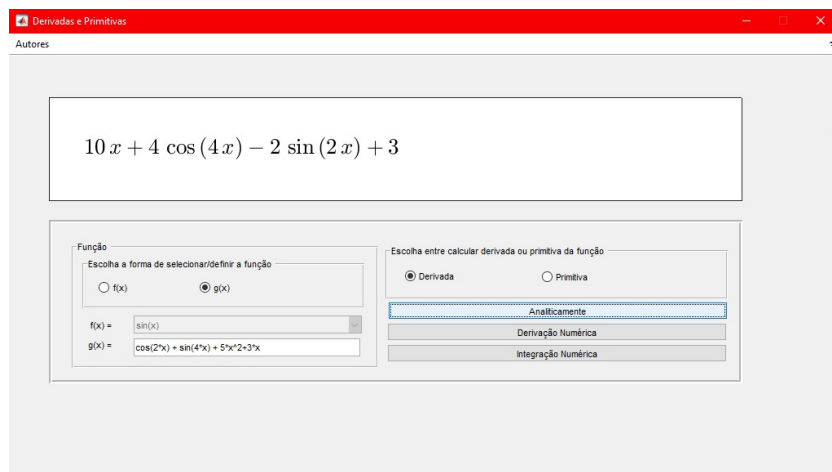 Derivadas e Primitivas
Autores
10 x + 4 cos (4 x) − 2 sin (2 x) + 3
Função
Escolha a forma de selecionar/definir a função
f(x)
g(x)
f(x) =
sin(x)
g(x) =
cos(2*x) + sin(4*x) + 5*x^2+3*x
Escolha entre calcular derivada ou primitiva da função
Derivada
Primitiva
Analiticamente
Derivação Numérica
Integração Numérica